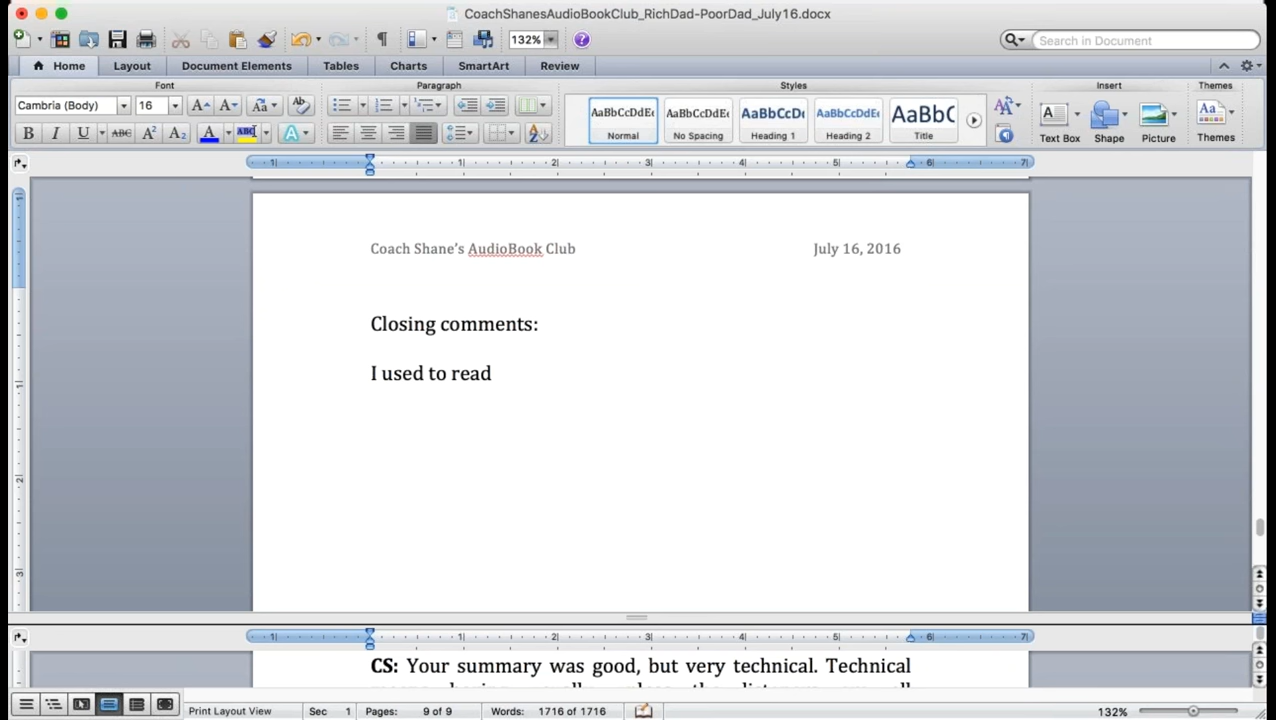 CoachShanesAudioBookClub_RichDad-PoorDad_July16.docx
132%
Search in Document
Home Layout Document Elements Tables Charts SmartArt Review
Font Paragraph Styles Insert Themes
Cambria (Body) 16
AaBbCcDdEe AaBbCcDdEe AaBbCcDc AaBbCcDdEe AaBbC
Normal No Spacing Heading 1 Heading 2 Title
Text Box Shape Picture Themes
Coach Shane’s AudioBook Club July 16, 2016
Closing comments:
I used to read
CS: Your summary was good, but very technical. Technical
Print Layout View Sec 1 Pages: 9 of 9 Words: 1716 of 1716 132%